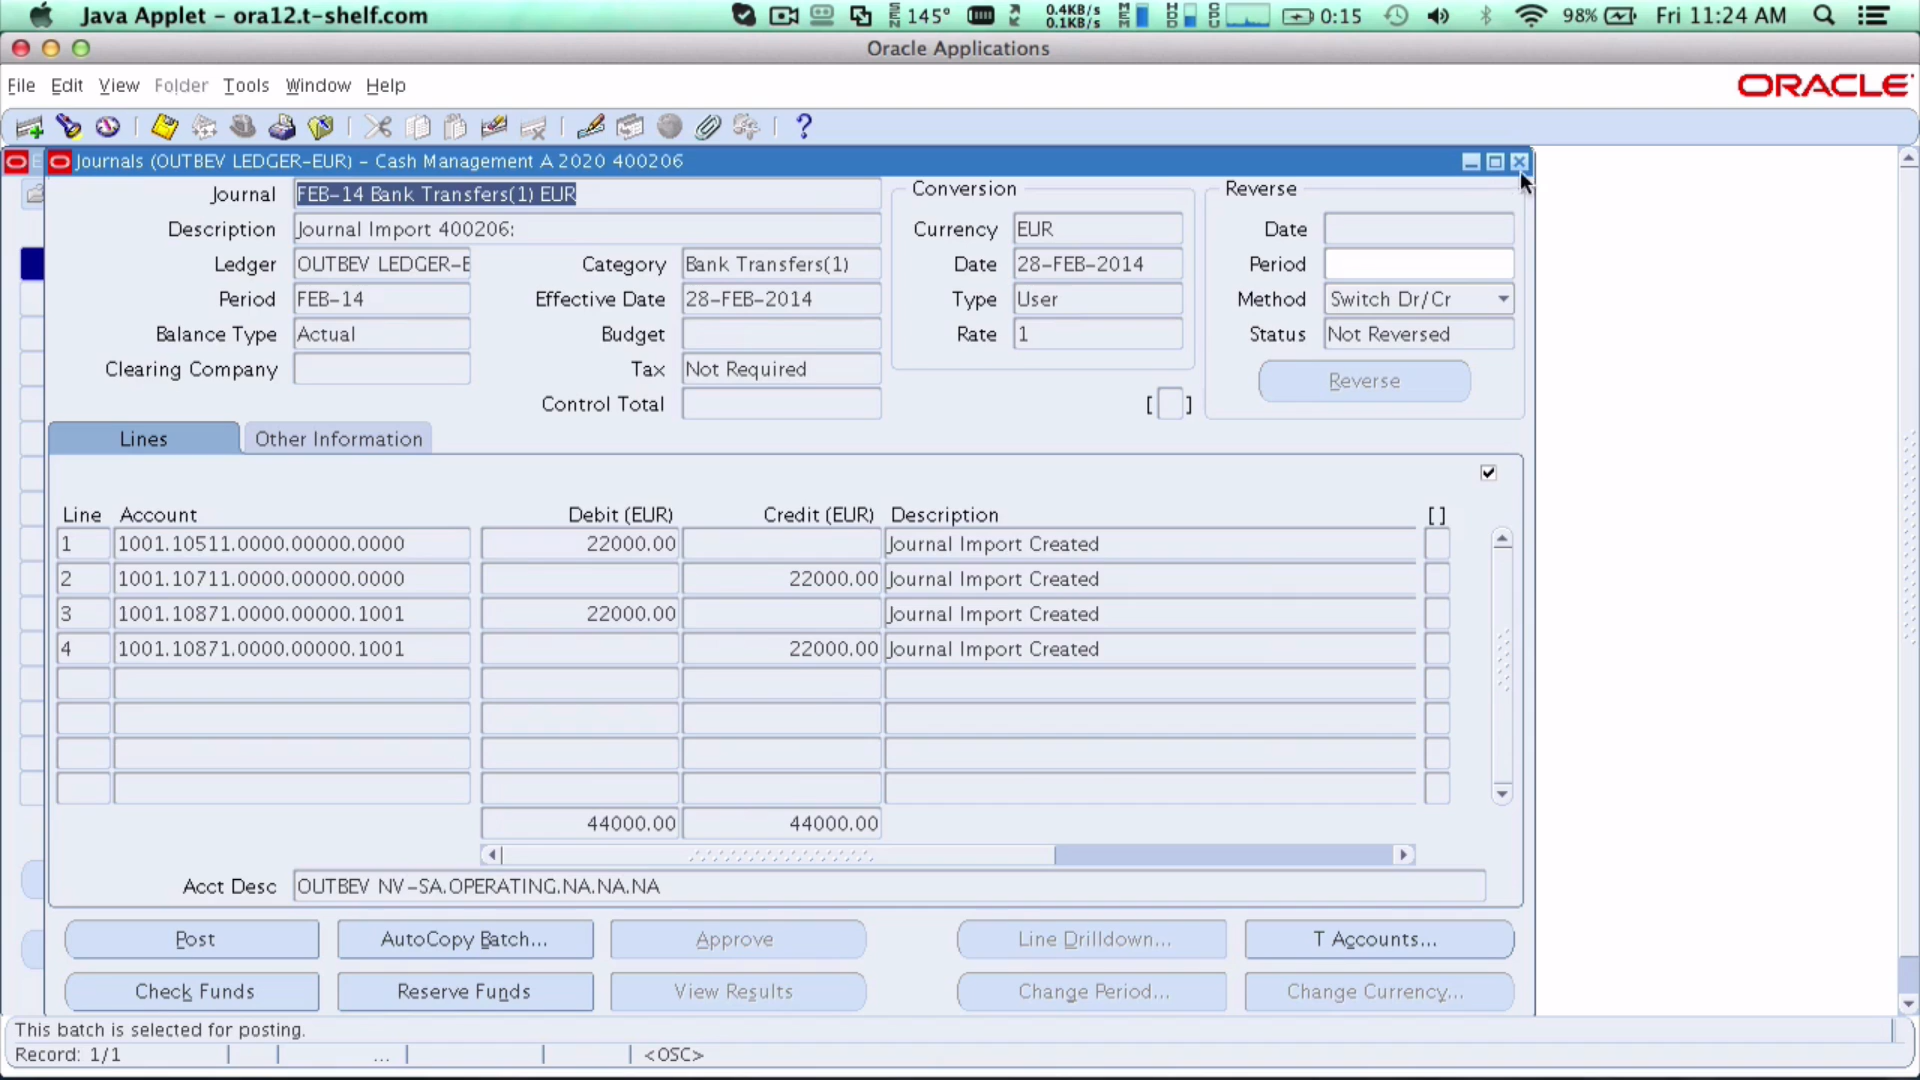 Java Applet - ora12.t-shelf.com
145°
0.4KB/s
0.1KB/s
0:15
98%
Fri 11:24 AM
Oracle Applications
File Edit View Folder Tools Window Help
ORACLE
Journals (OUTBEV LEDGER-EUR) - Cash Management A 2020 400206
Journal FEB-14 Bank Transfers(1) EUR
Description Journal Import 400206:
Ledger OUTBEV LEDGER-E
Category Bank Transfers(1)
Period FEB-14
Effective Date 28-FEB-2014
Balance Type Actual
Budget
Clearing Company
Tax Not Required
Control Total
Conversion
Currency EUR
Date 28-FEB-2014
Type User
Rate 1
[ ]
Reverse
Date
Period
Method Switch Dr/Cr
Status Not Reversed
Reverse
Lines Other Information
Line Account Debit (EUR) Credit (EUR) Description [ ]
1 1001.10511.0000.00000.0000 22000.00 Journal Import Created
2 1001.10711.0000.00000.0000 22000.00 Journal Import Created
3 1001.10871.0000.00000.1001 22000.00 Journal Import Created
4 1001.10871.0000.00000.1001 22000.00 Journal Import Created
44000.00 44000.00
Acct Desc OUTBEV NV-SA.OPERATING.NA.NA.NA
Post AutoCopy Batch... Approve Line Drilldown... T Accounts...
Check Funds Reserve Funds View Results Change Period... Change Currency...
This batch is selected for posting.
Record: 1/1 ... <OSC>